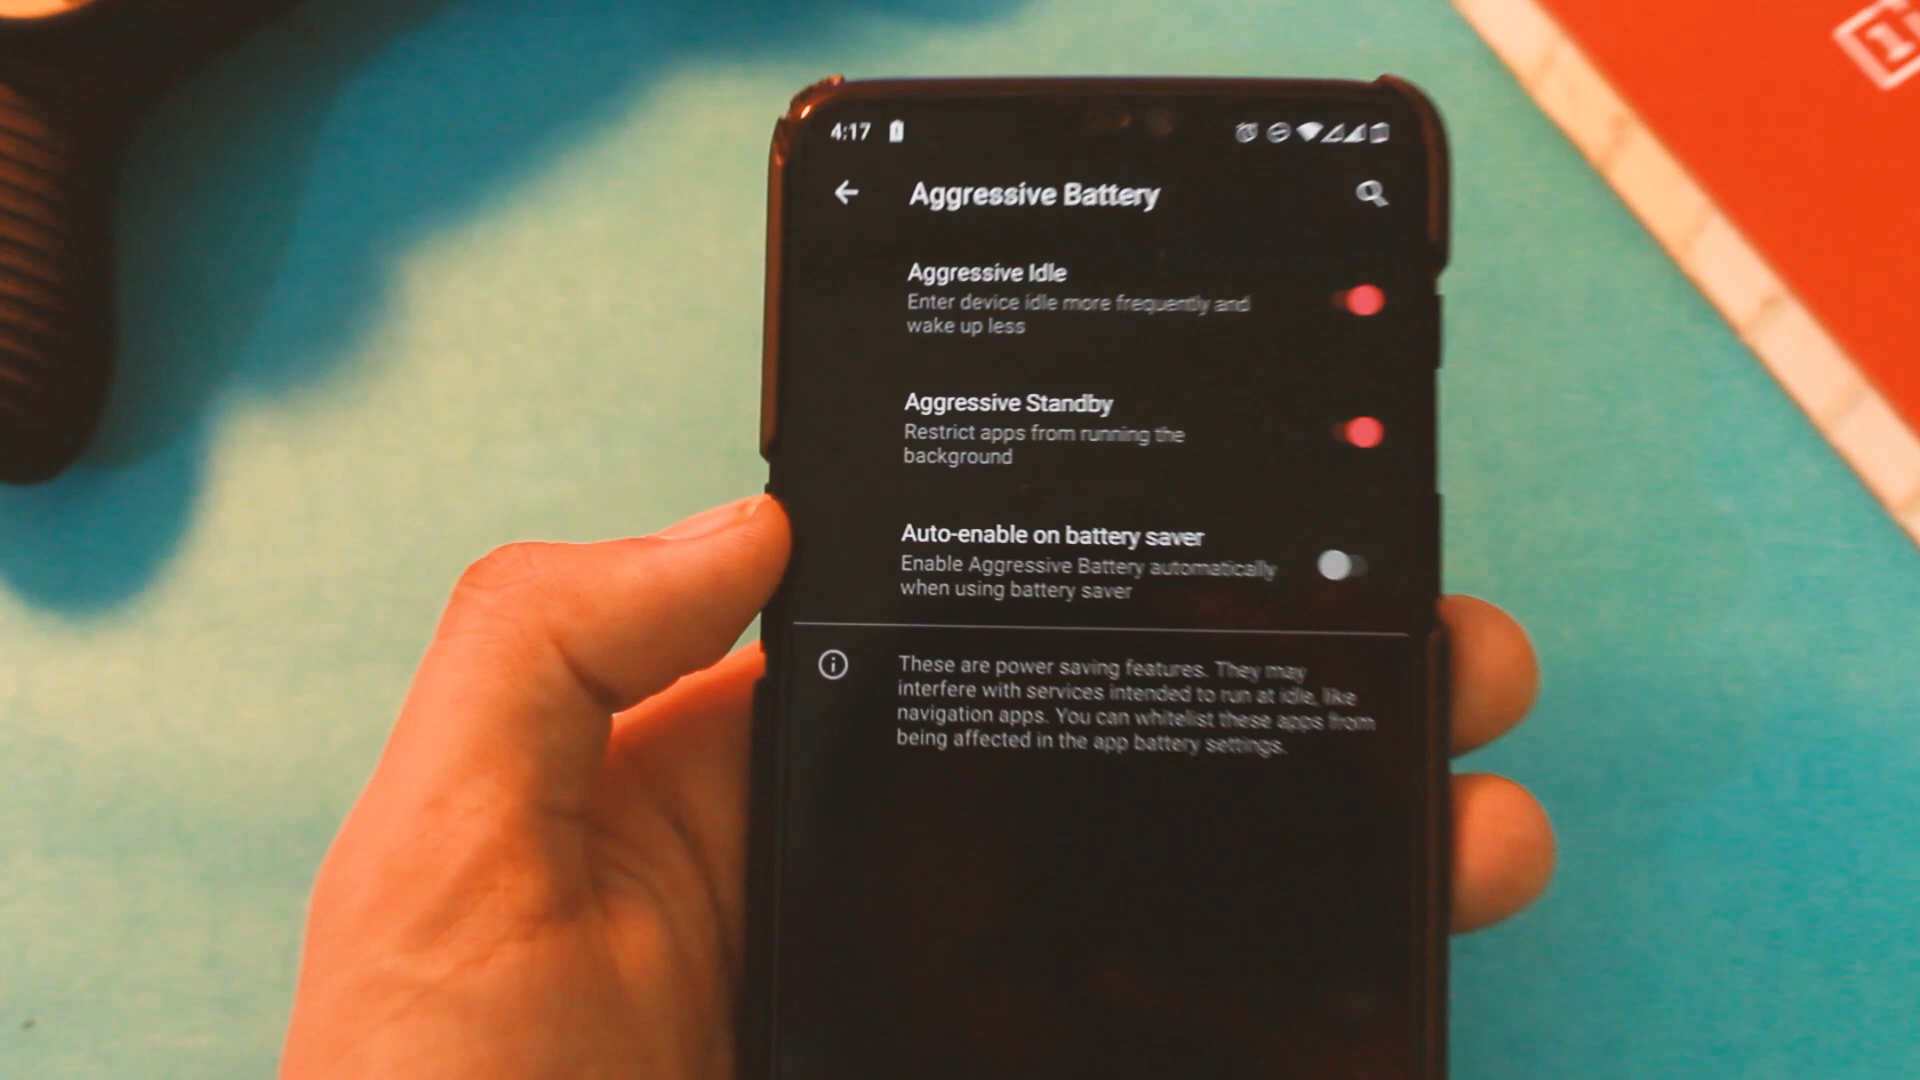 4:17
Aggressive Battery
Aggressive Idle
Enter device idle more frequently and
wake up less
Aggressive Standby
Restrict apps from running the
background
Auto-enable on battery saver
Enable Aggressive Battery automatically
when using battery saver
These are power saving features. They may
interfere with services intended to run at idle, like
navigation apps. You can whitelist these apps from
being affected in the app battery settings.
1